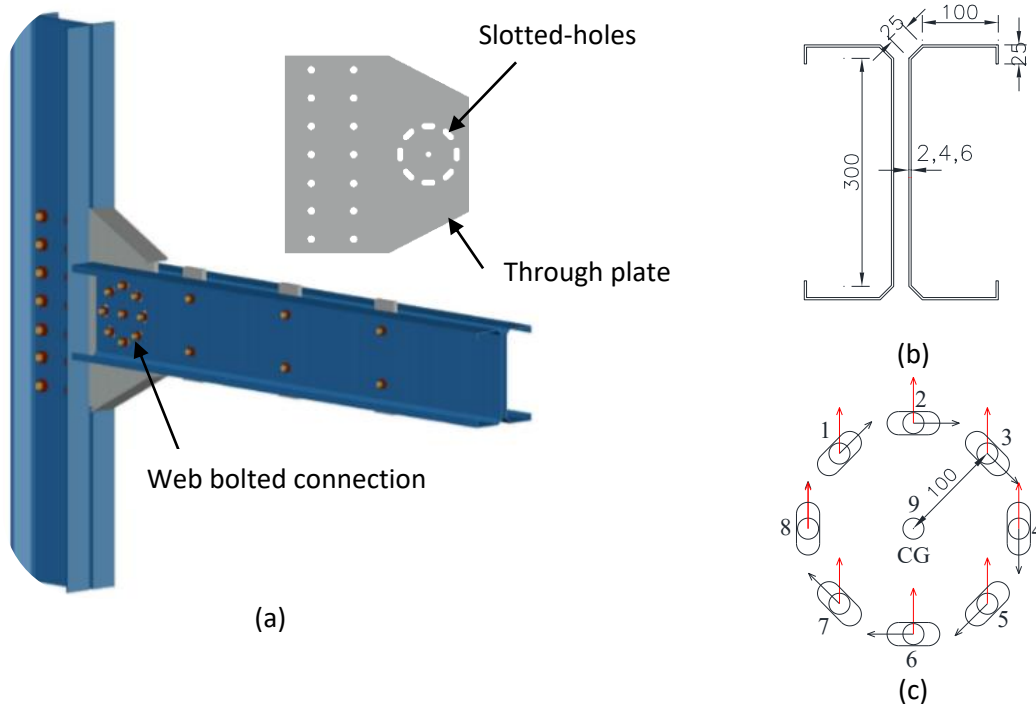 Slotted-holes
Through plate
Web bolted connection
(a)
25
100
25
300
2,4,6
(b)
2
1
3
100
9
8
4
CG
7
5
6
(c)